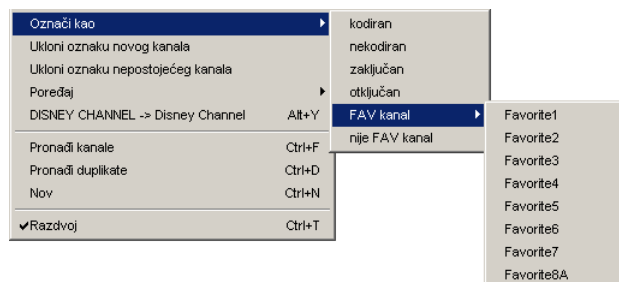 Označi kao
Ukloni oznaku novog kanala
Ukloni oznaku nepostojećeg kanala
Poređaj
DISNEY CHANNEL -> Disney Channel Alt+Y
Pronađi kanale Ctrl+F
Pronađi duplikate Ctrl+D
Nov Ctrl+N
Razdvoj Ctrl+T
kodiran
nekodiran
zaključan
otključan
FAV kanal
nije FAV kanal
Favorite1
Favorite2
Favorite3
Favorite4
Favorite5
Favorite6
Favorite7
Favorite8A